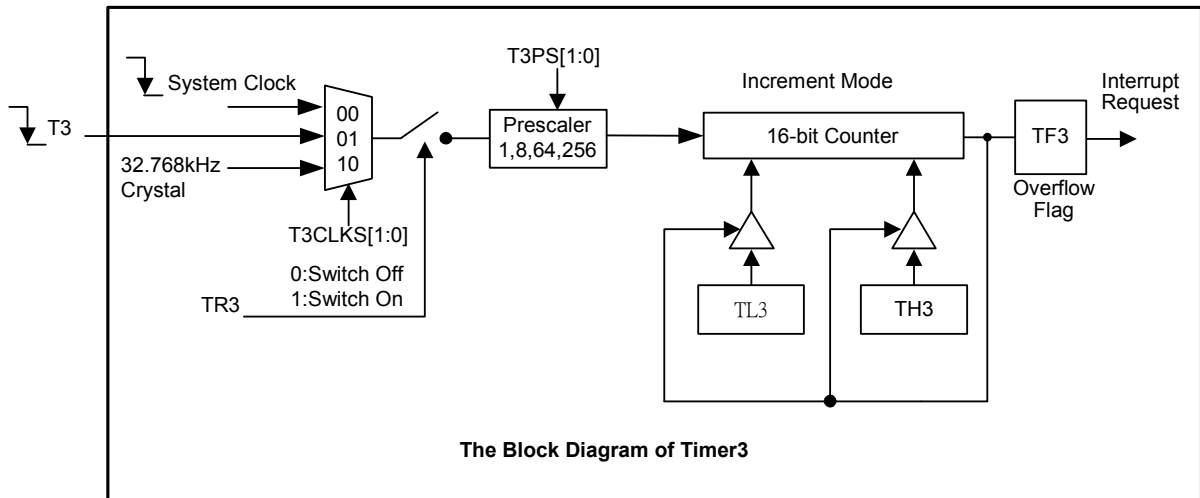 T3PS[1:0]
Increment Mode
Interrupt
Request
System Clock
T3
00
01
10
Prescaler
1,8,64,256
16-bit Counter
TF3
32.768kHz
Crystal
Overflow
Flag
T3CLKS[1:0]
0:Switch Off
1:Switch On
TR3
TL3
TH3
The Block Diagram of Timer3